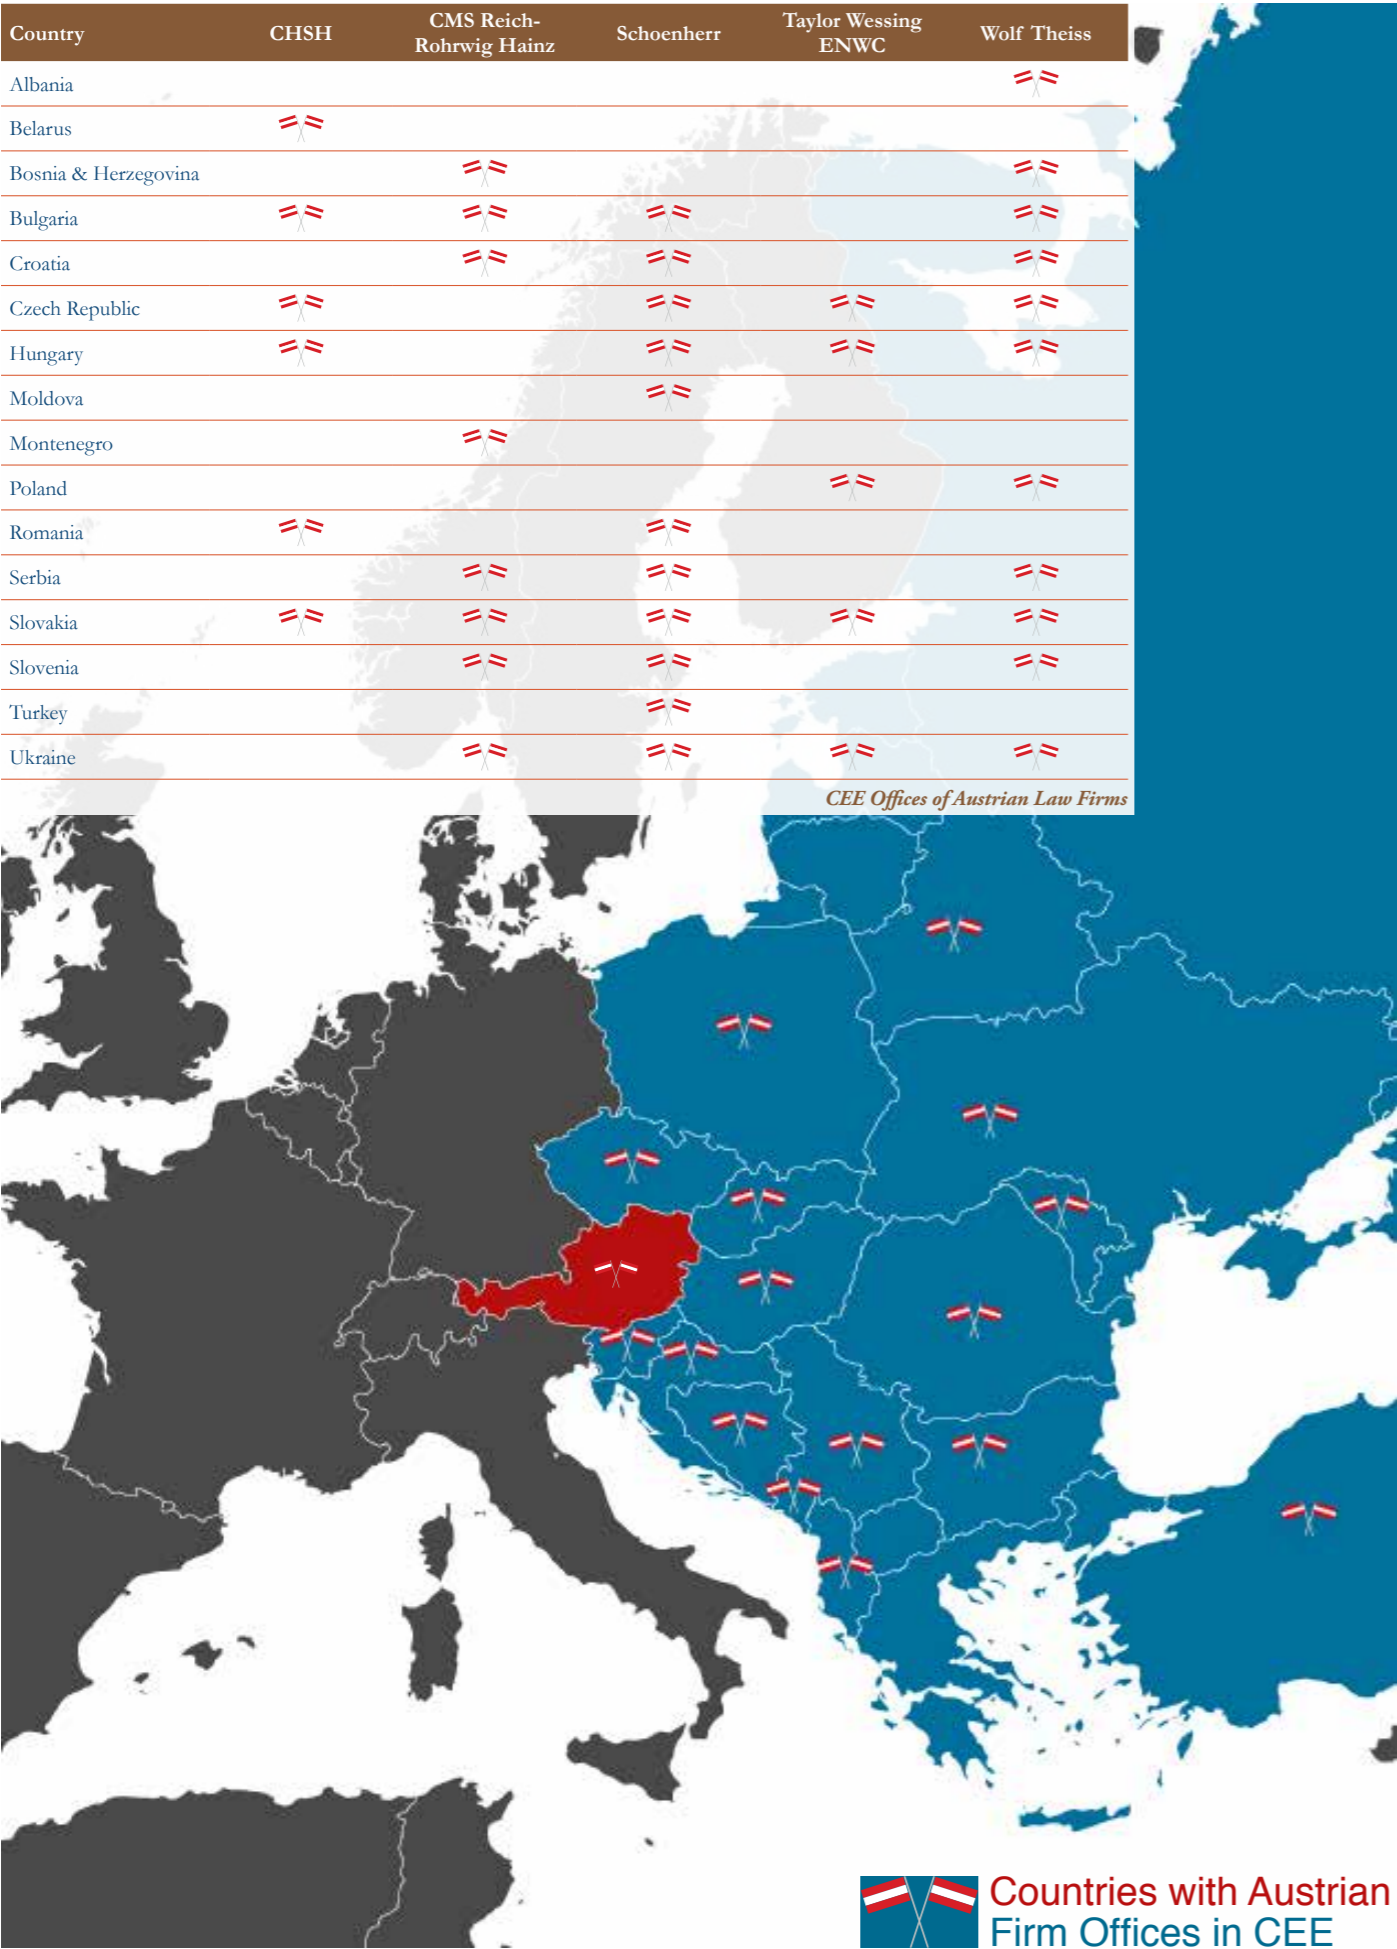 Country CHSH CMS Reich-Rohrwig Hainz Schoenherr Taylor Wessing ENWC Wolf Theiss
Albania
Belarus
Bosnia & Herzegovina
Bulgaria
Croatia
Czech Republic
Hungary
Moldova
Montenegro
Poland
Romania
Serbia
Slovakia
Slovenia
Turkey
Ukraine
CEE Offices of Austrian Law Firms
Countries with Austrian
Firm Offices in CEE